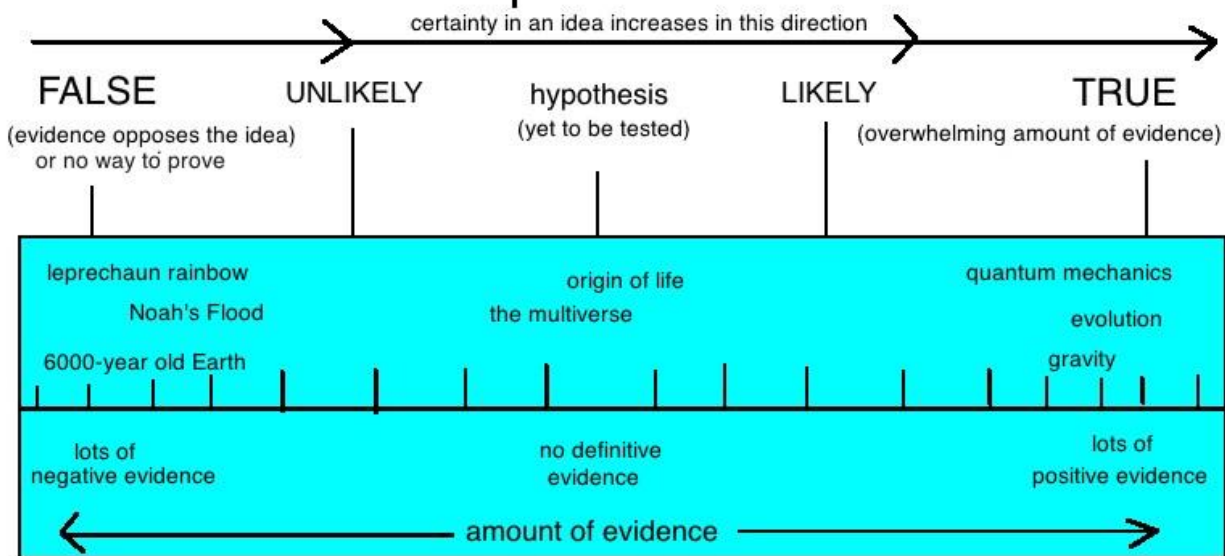 certainty in an idea increases in this direction
FALSE
UNLIKELY
hypothesis
LIKELY
TRUE
(evidence opposes the idea)
or no way to prove
(yet to be tested)
(overwhelming amount of evidence)
leprechaun rainbow
origin of life
quantum mechanics
Noah's Flood
the multiverse
evolution
6000-year old Earth
gravity
lots of
negative evidence
no definitive
evidence
lots of
positive evidence
amount of evidence